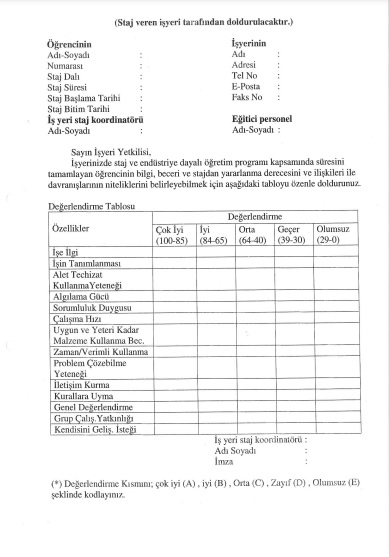 (Staj veren işyeri tarafından doldurulacaktır.)
Öğrencinin
Adı-Soyadı :
Numarası :
Staj Dalı :
Staj Süresi :
Staj Başlama Tarihi :
Staj Bitim Tarihi :
İş yeri staj koordinatörü
Adı-Soyadı :
İşyerinin
Adı :
Adresi :
Tel No :
E-Posta :
Faks No :
Eğitici personel
Adı-Soyadı :
Sayın İşyeri Yetkilisi,
İşyerinizde staj ve endüstriye dayalı öğretim programı kapsamında süresini
tamamlayan öğrencinin bilgi, beceri ve stajdan yararlanma derecesini ve ilişkileri ile
davranışlarının niteliklerini belirleyebilmek için aşağıdaki tabloyu özenle doldurunuz.
Değerlendirme Tablosu
Özellikler
Değerlendirme
Çok İyi (100-85)
İyi (84-65)
Orta (64-40)
Geçer (39-30)
Olumsuz (29-0)
İşe İlgi
İşin Tanımlanması
Alet Techizat
KullanmaYeteneği
Algılama Gücü
Sorumluluk Duygusu
Çalışma Hızı
Uygun ve Yeteri Kadar
Malzeme Kullanma Bec.
Zaman/Verimli Kullanma
Problem Çözebilme
Yeteneği
İletişim Kurma
Kurallara Uyma
Genel Değerlendirme
Grup Çalış.Yatkınlığı
Kendisini Geliş. İsteği
İş yeri staj koordinatörü :
Adı Soyadı :
İmza :
(*) Değerlendirme Kısmını; çok iyi (A) , iyi (B) , Orta (C) , Zayıf (D) , Olumsuz (E)
şeklinde kodlayınız.